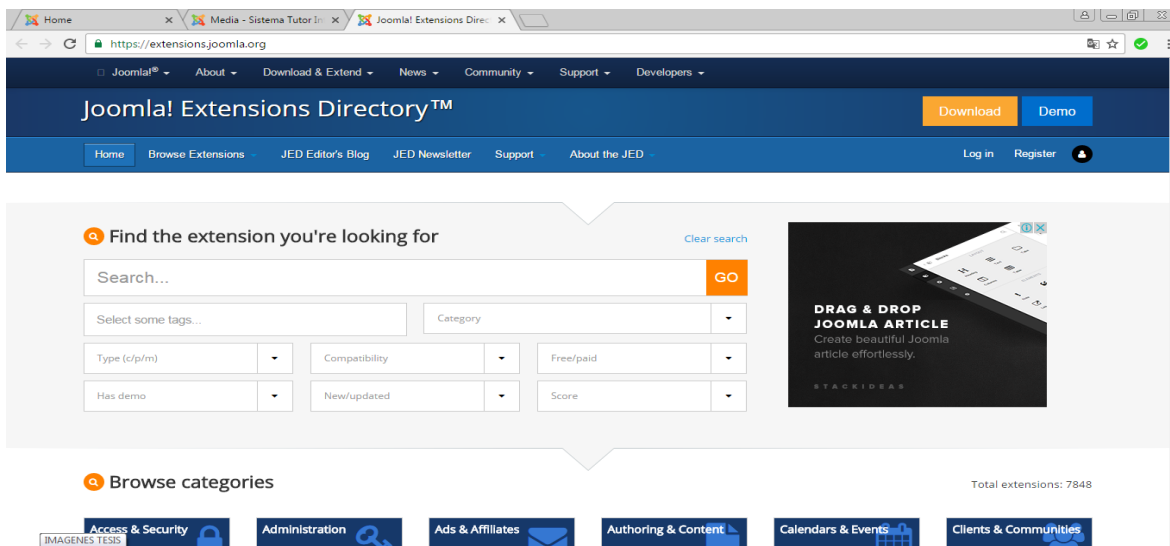 Home
Media - Sistema Tutor In
Joomla! Extensions Direc
https://extensions.joomla.org
Joomla!® About Download & Extend News Community Support Developers
Joomla! Extensions Directory™
Download Demo
Home Browse Extensions JED Editor's Blog JED Newsletter Support About the JED Log in Register
Find the extension you're looking for
Clear search
Search...
GO
Select some tags...
Category
Type (c/p/m)
Compatibility
Free/paid
Has demo
New/updated
Score
DRAG & DROP
JOOMLA ARTICLE
Create beautiful Joomla
article effortlessly.
STACKIDEAS
Browse categories
Total extensions: 7848
Access & Security
Administration
Ads & Affiliates
Authoring & Content
Calendars & Events
Clients & Communities
IMAGENES TESIS